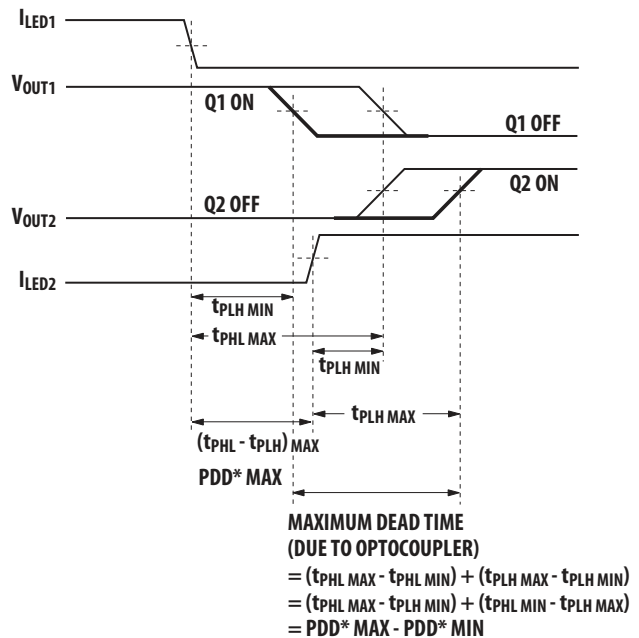 ILED1
VOUT1
Q1 ON
Q1 OFF
Q2 OFF
Q2 ON
VOUT2
ILED2
tPLH MIN
tPHL MAX
tPLH MIN
tPLH MAX
(tPHL - tPLH) MAX
PDD* MAX
MAXIMUM DEAD TIME
(DUE TO OPTOCOUPLER)
= (tPHL MAX - tPHL MIN) + (tPLH MAX - tPLH MIN)
= (tPHL MAX - tPLH MIN) + (tPHL MIN - tPLH MAX)
= PDD* MAX - PDD* MIN